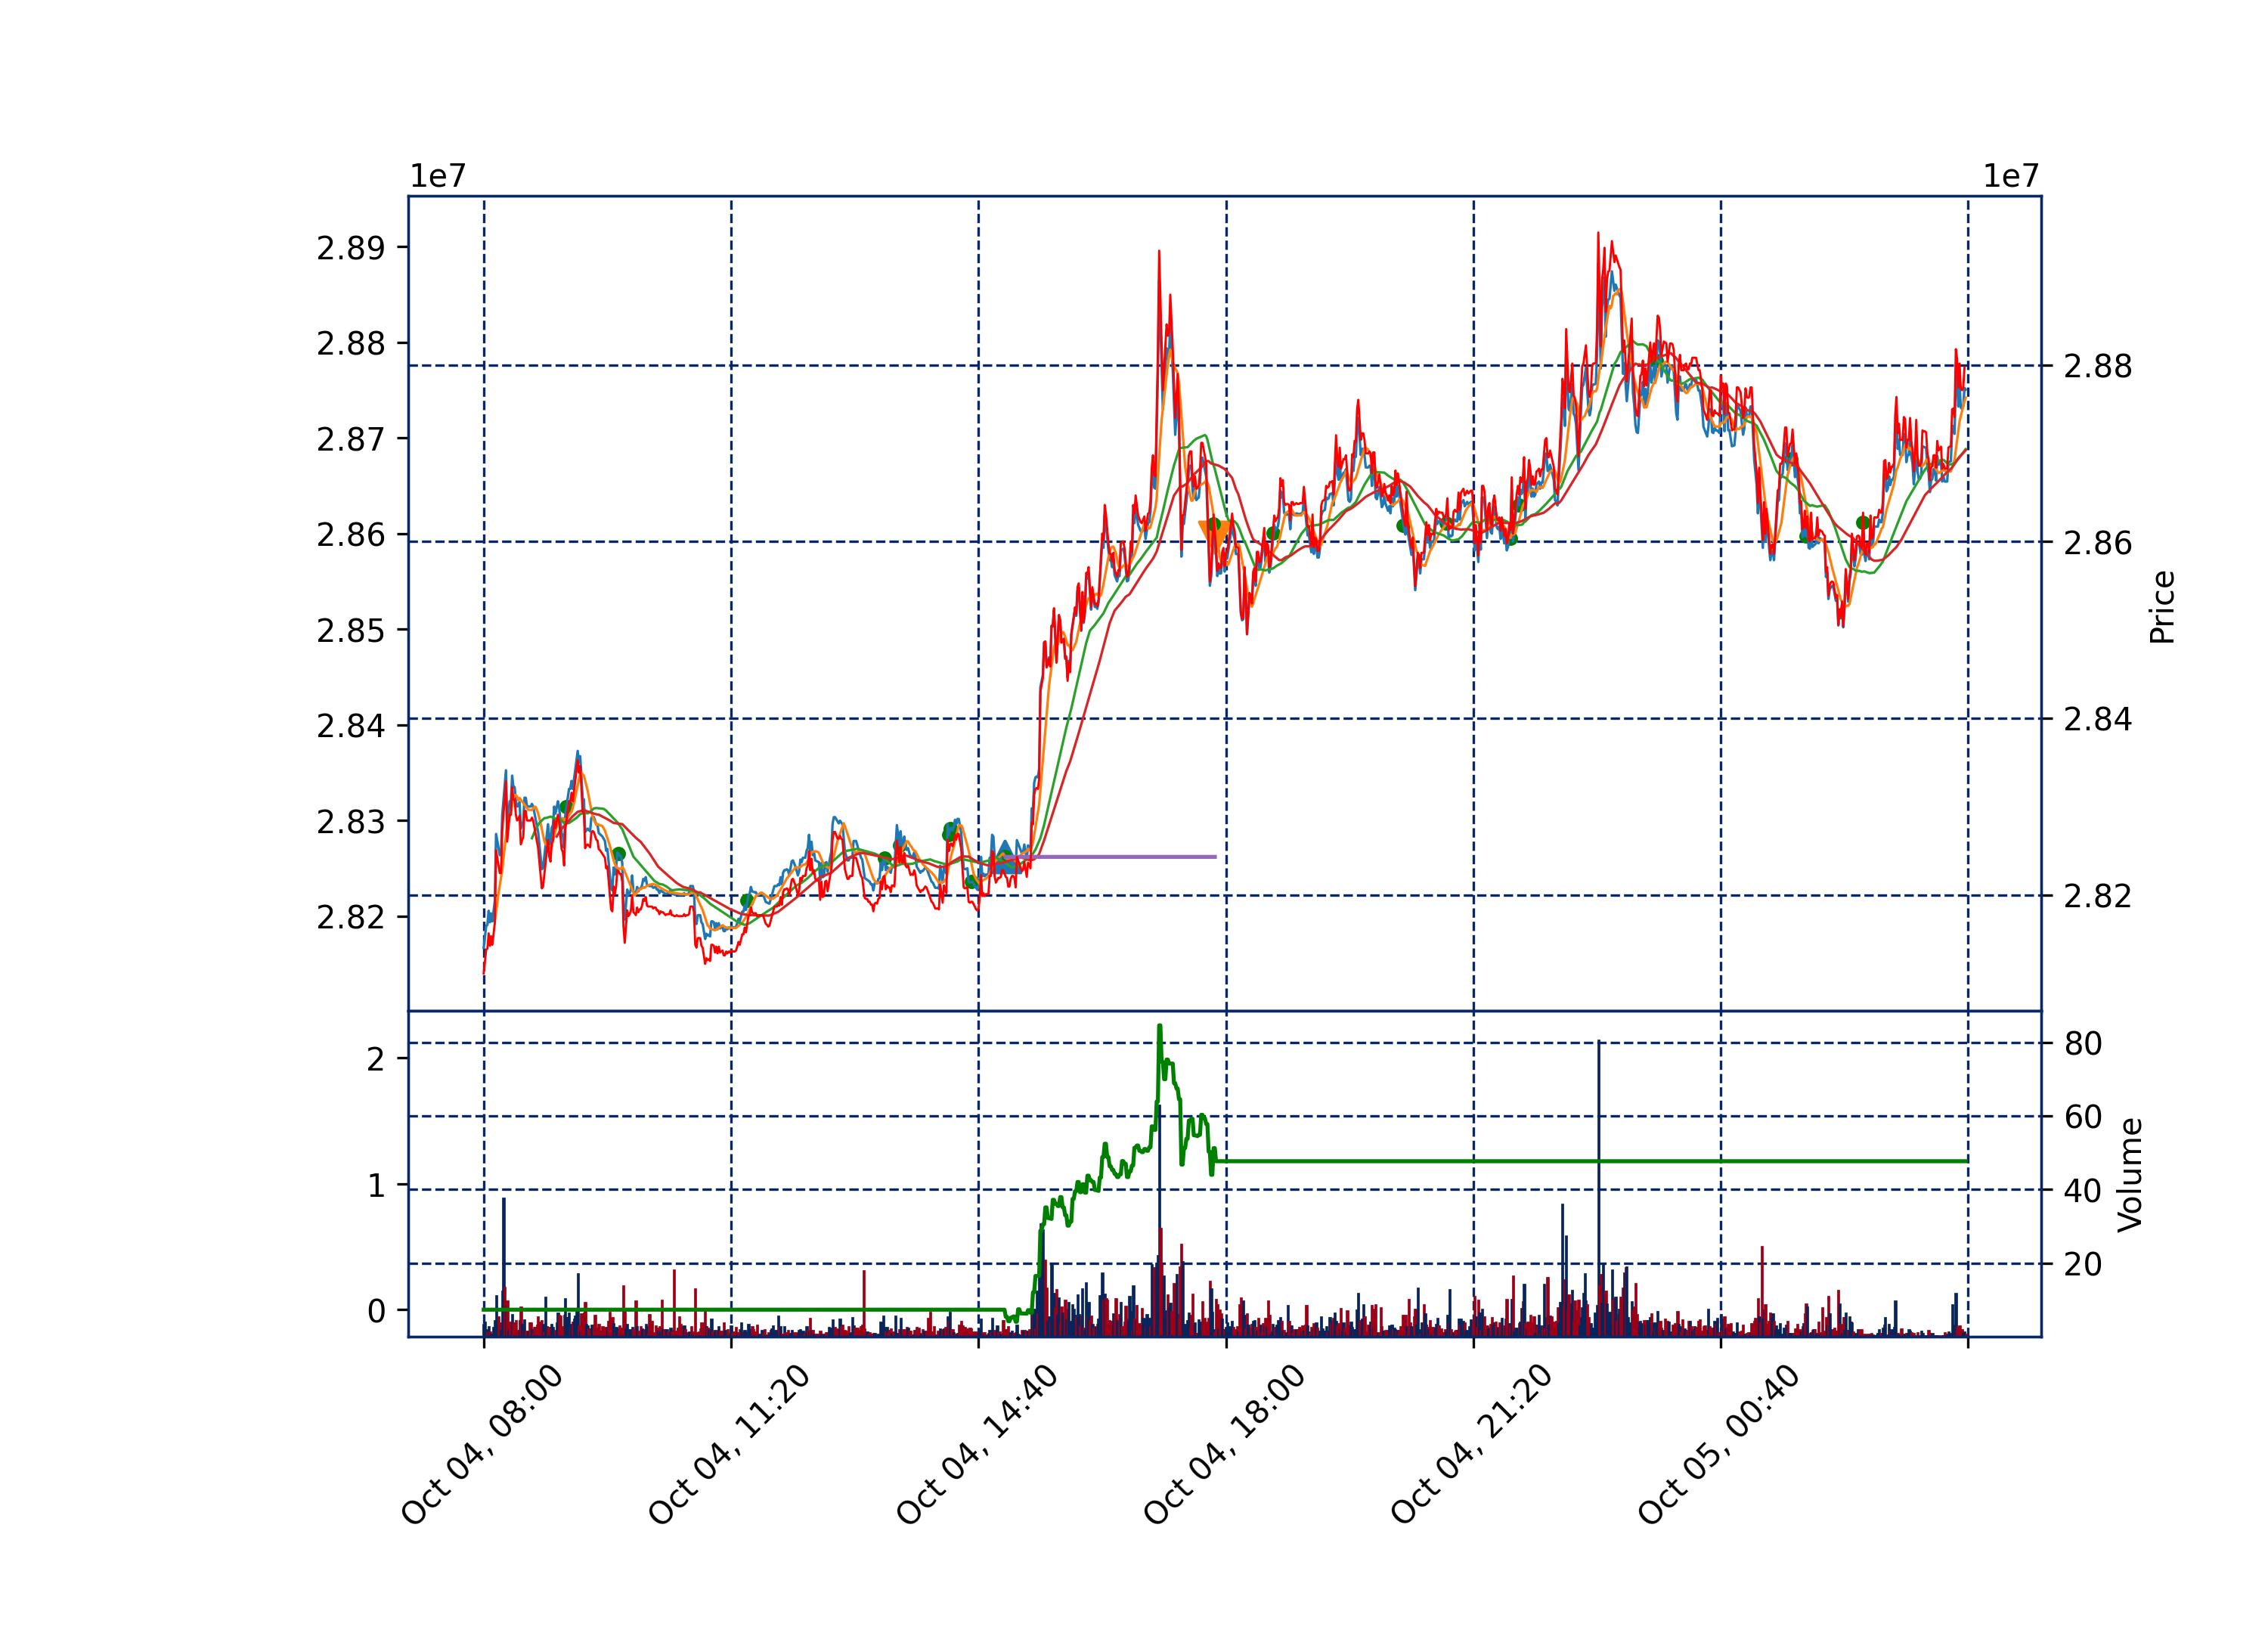 1e7
1e7
2.89
2.88
2.87
2.86
2.85
2.84
2.83
2.82
2.88
2.86
2.84
2.82
Price
2
1
0
80
60
40
20
Volume
Oct 04, 08:00
Oct 04, 11:20
Oct 04, 14:40
Oct 04, 18:00
Oct 04, 21:20
Oct 05, 00:40